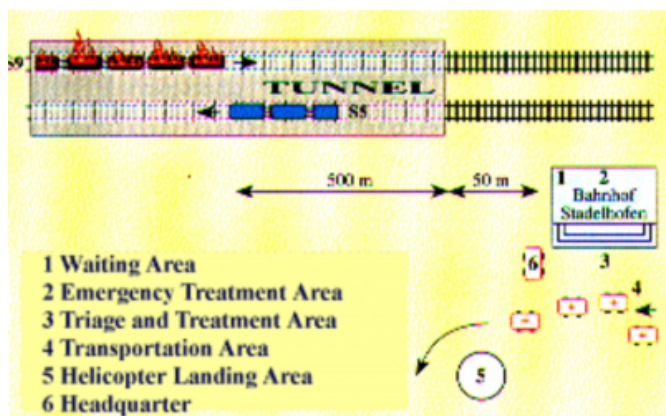 S9
TUNNEL
S5
500 m
50 m
1 2
Bahnhof
Stadelhofen
6
3
4
5
1 Waiting Area
2 Emergency Treatment Area
3 Triage and Treatment Area
4 Transportation Area
5 Helicopter Landing Area
6 Headquarter